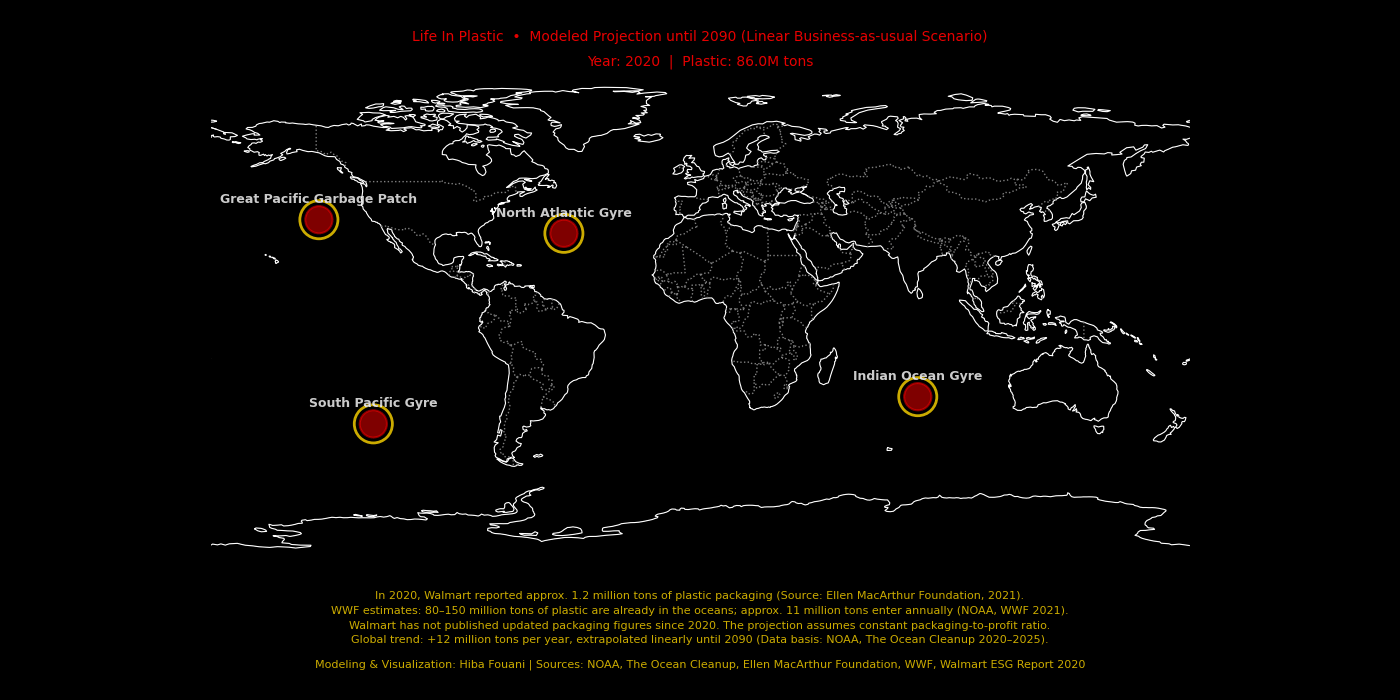 Life In Plastic • Modeled Projection until 2090 (Linear Business-as-usual Scenario)
Year: 2020 | Plastic: 86.0M tons
Great Pacific Garbage Patch
North Atlantic Gyre
Indian Ocean Gyre
South Pacific Gyre
In 2020, Walmart reported approx. 1.2 million tons of plastic packaging (Source: Ellen MacArthur Foundation, 2021).
WWF estimates: 80–150 million tons of plastic are already in the oceans; approx. 11 million tons enter annually (NOAA, WWF 2021).
Walmart has not published updated packaging figures since 2020. The projection assumes constant packaging-to-profit ratio.
Global trend: +12 million tons per year, extrapolated linearly until 2090 (Data basis: NOAA, The Ocean Cleanup 2020–2025).
Modeling & Visualization: Hiba Fouani | Sources: NOAA, The Ocean Cleanup, Ellen MacArthur Foundation, WWF, Walmart ESG Report 2020